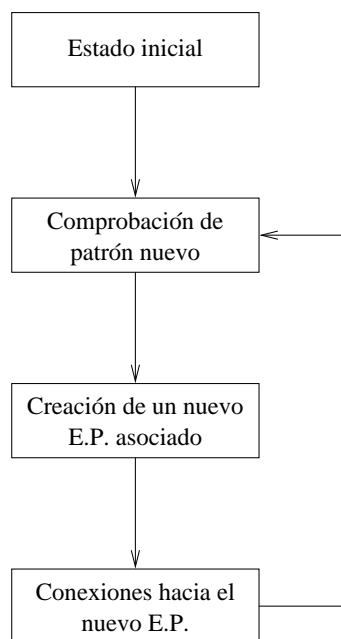 Estado inicial
Comprobación de
patrón nuevo
Creación de un nuevo
E.P. asociado
Conexiones hacia el
nuevo E.P.